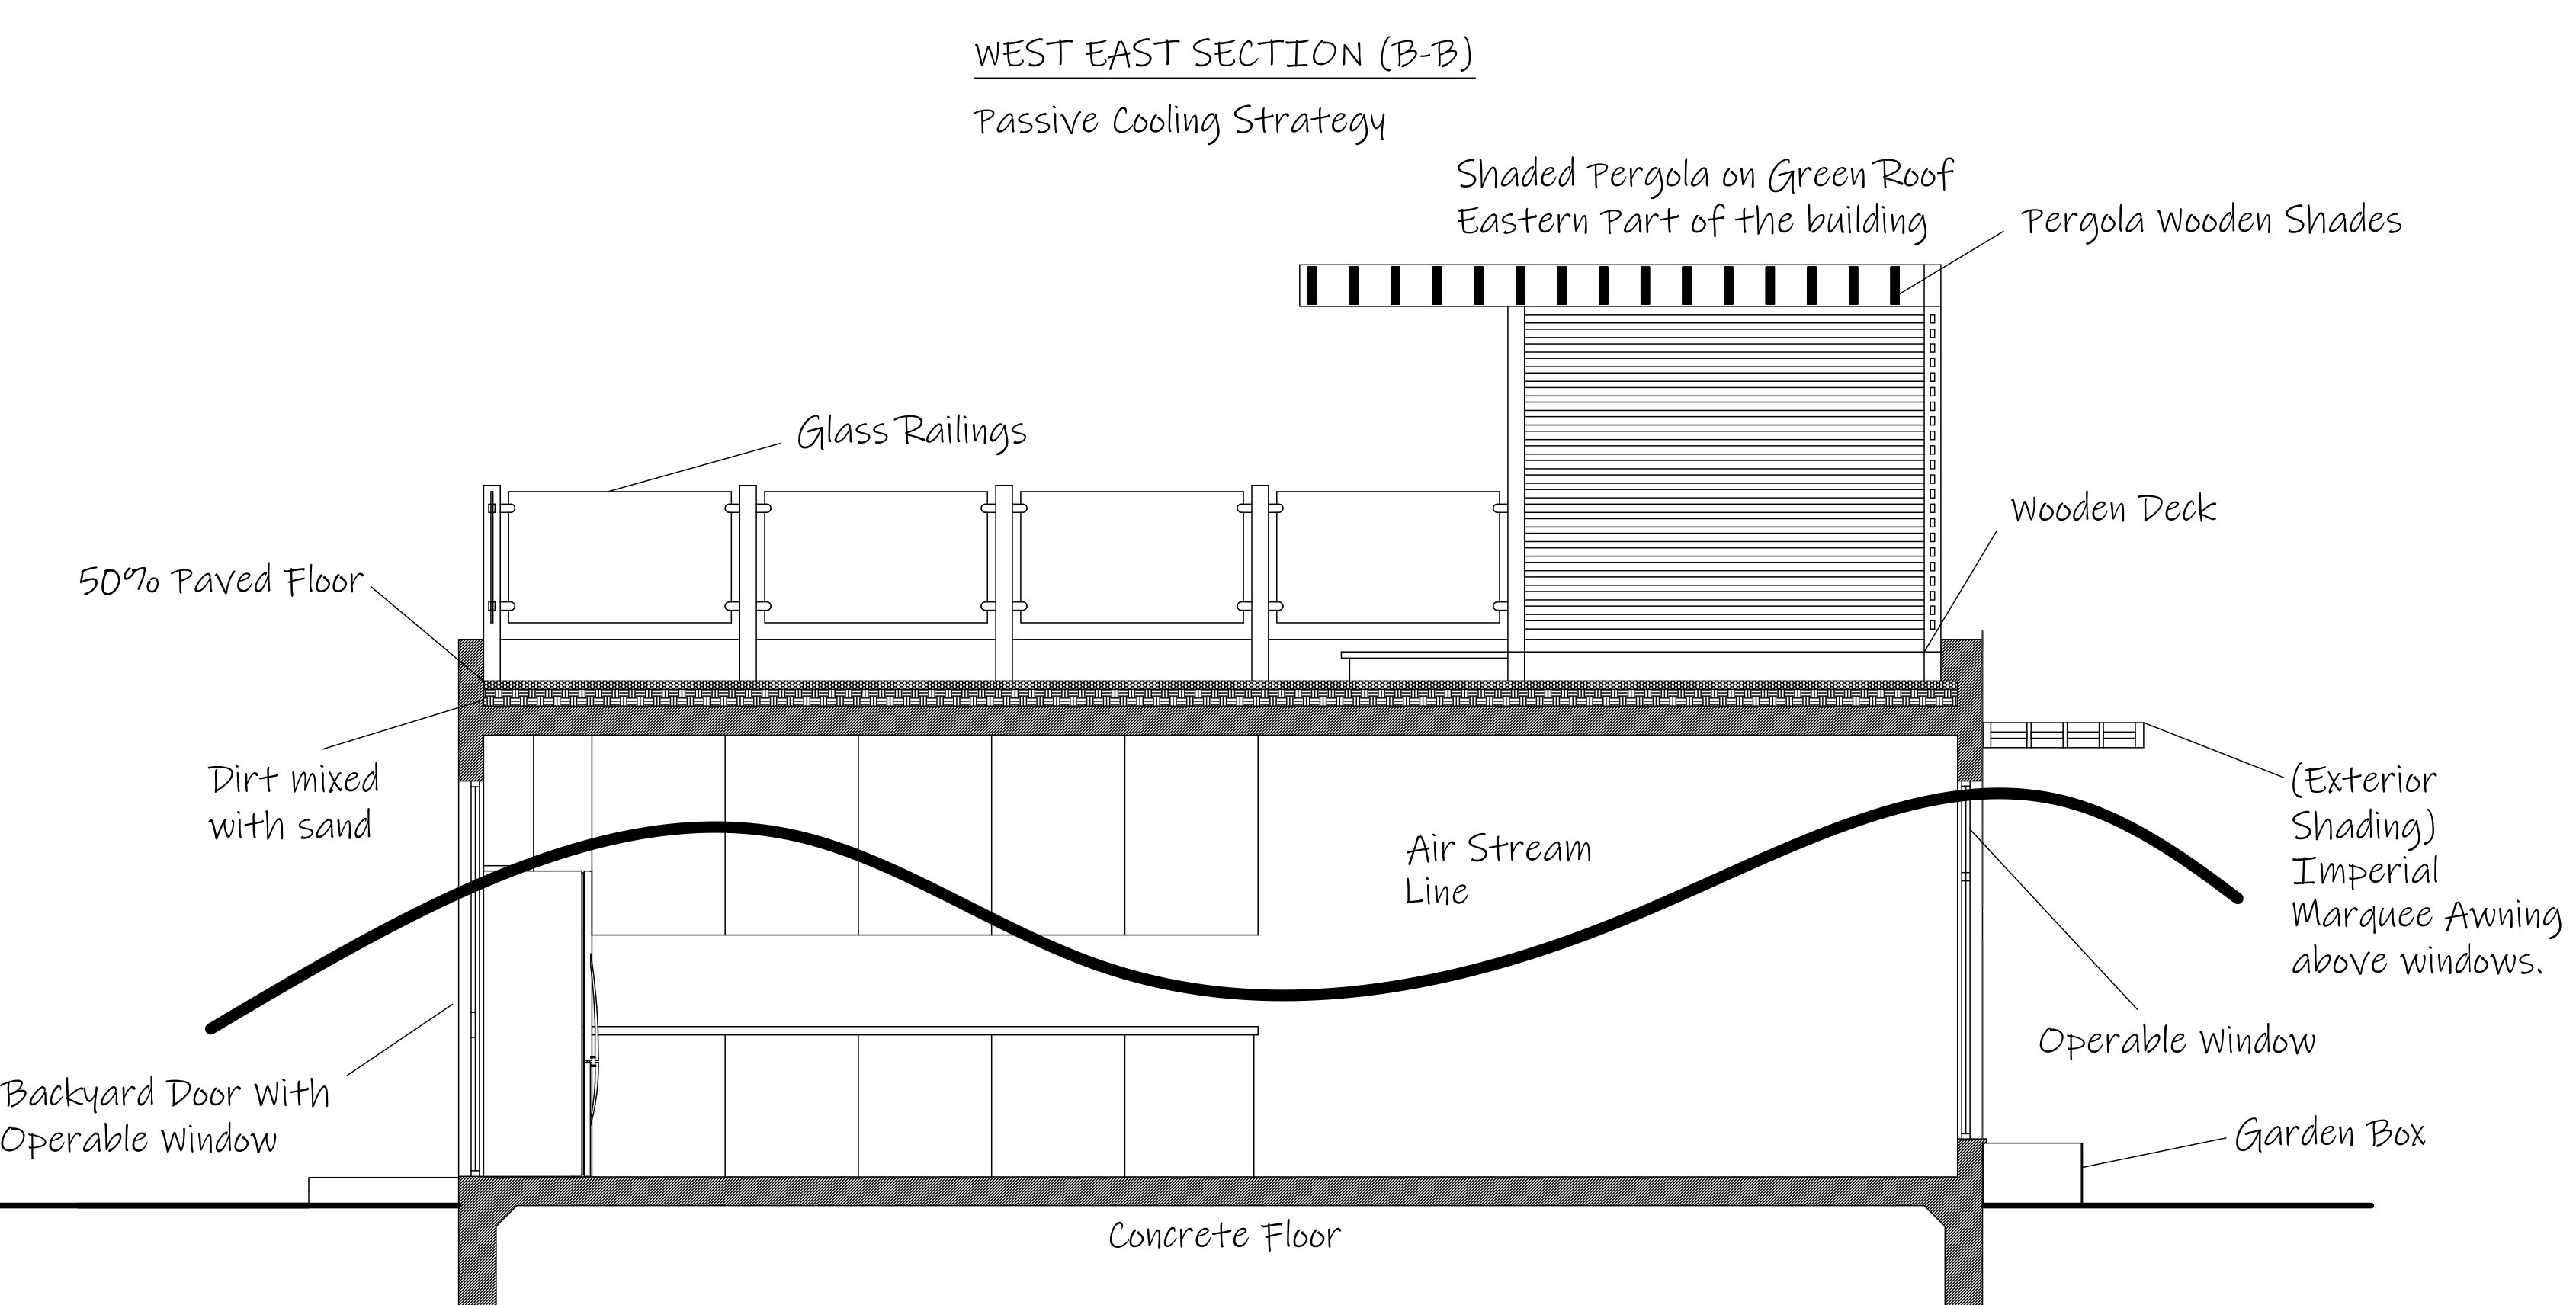 WEST EAST SECTION (B-B)
Passive Cooling Strategy
Shaded Pergola on Green Roof
Eastern Part of the building
Pergola Wooden Shades
Glass Railings
Wooden Deck
50% Paved Floor
Dirt mixed
with sand
Air Stream
Line
(Exterior
Shading)
Imperial
Marquee Awning
above windows.
Operable Window
Backyard Door With
Operable Window
Garden Box
Concrete Floor